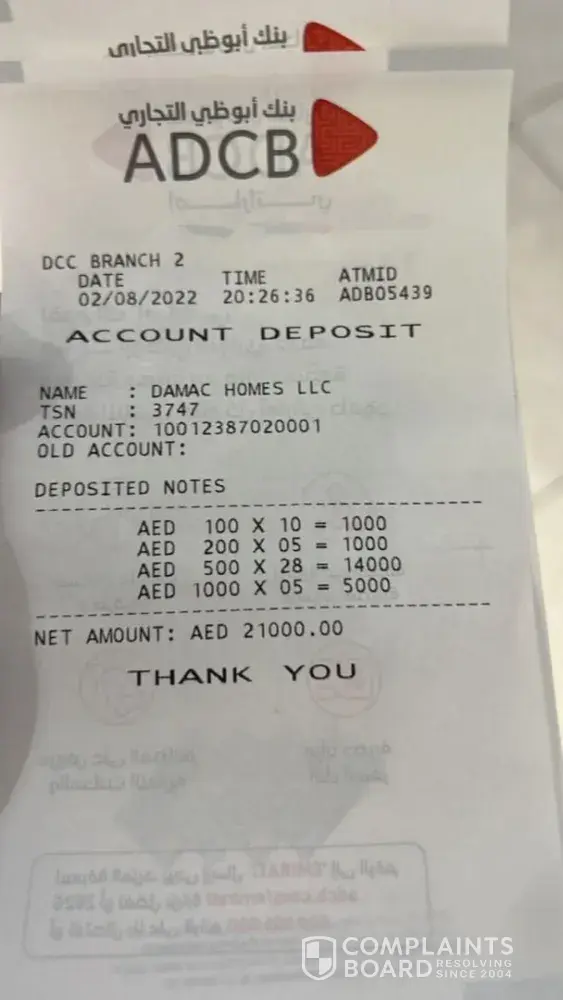 بنك أبوظبي التجاري
بنك أبوظبي التجاري
ADCB
DCC BRANCH 2
DATE TIME ATMID
02/08/2022 20:26:36 ADB05439
ACCOUNT DEPOSIT
NAME : DAMAC HOMES LLC
TSN : 3747
ACCOUNT: 10012387020001
OLD ACCOUNT:
DEPOSITED NOTES
AED 100 X 10 = 1000
AED 200 X 05 = 1000
AED 500 X 28 = 14000
AED 1000 X 05 = 5000
NET AMOUNT: AED 21000.00
THANK YOU
COMPLAINTS
BOARD RESOLVING
SINCE 2004